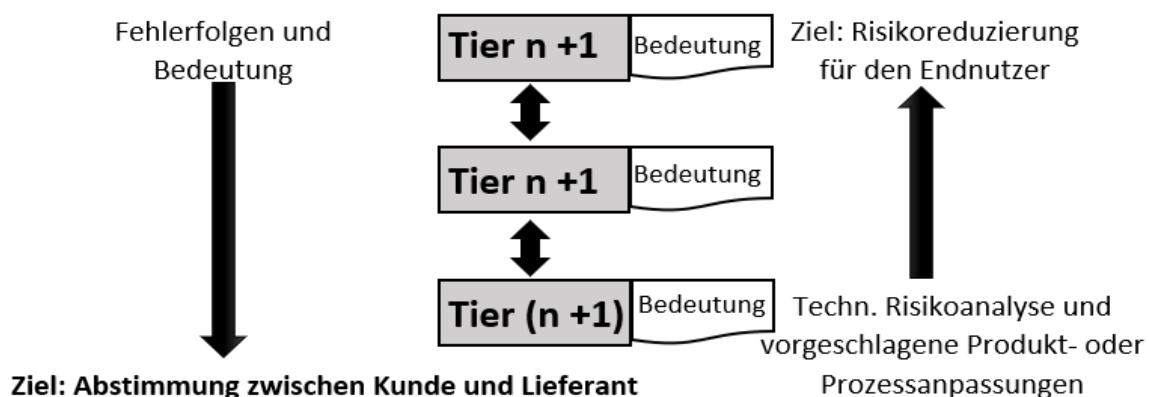 Fehlerfolgen und
Bedeutung
Tier n +1
Bedeutung
Ziel: Risikoreduzierung
für den Endnutzer
Tier n +1
Bedeutung
Tier (n +1)
Bedeutung
Techn. Risikoanalyse und
vorgeschlagene Produkt- oder
Prozessanpassungen
Ziel: Abstimmung zwischen Kunde und Lieferant